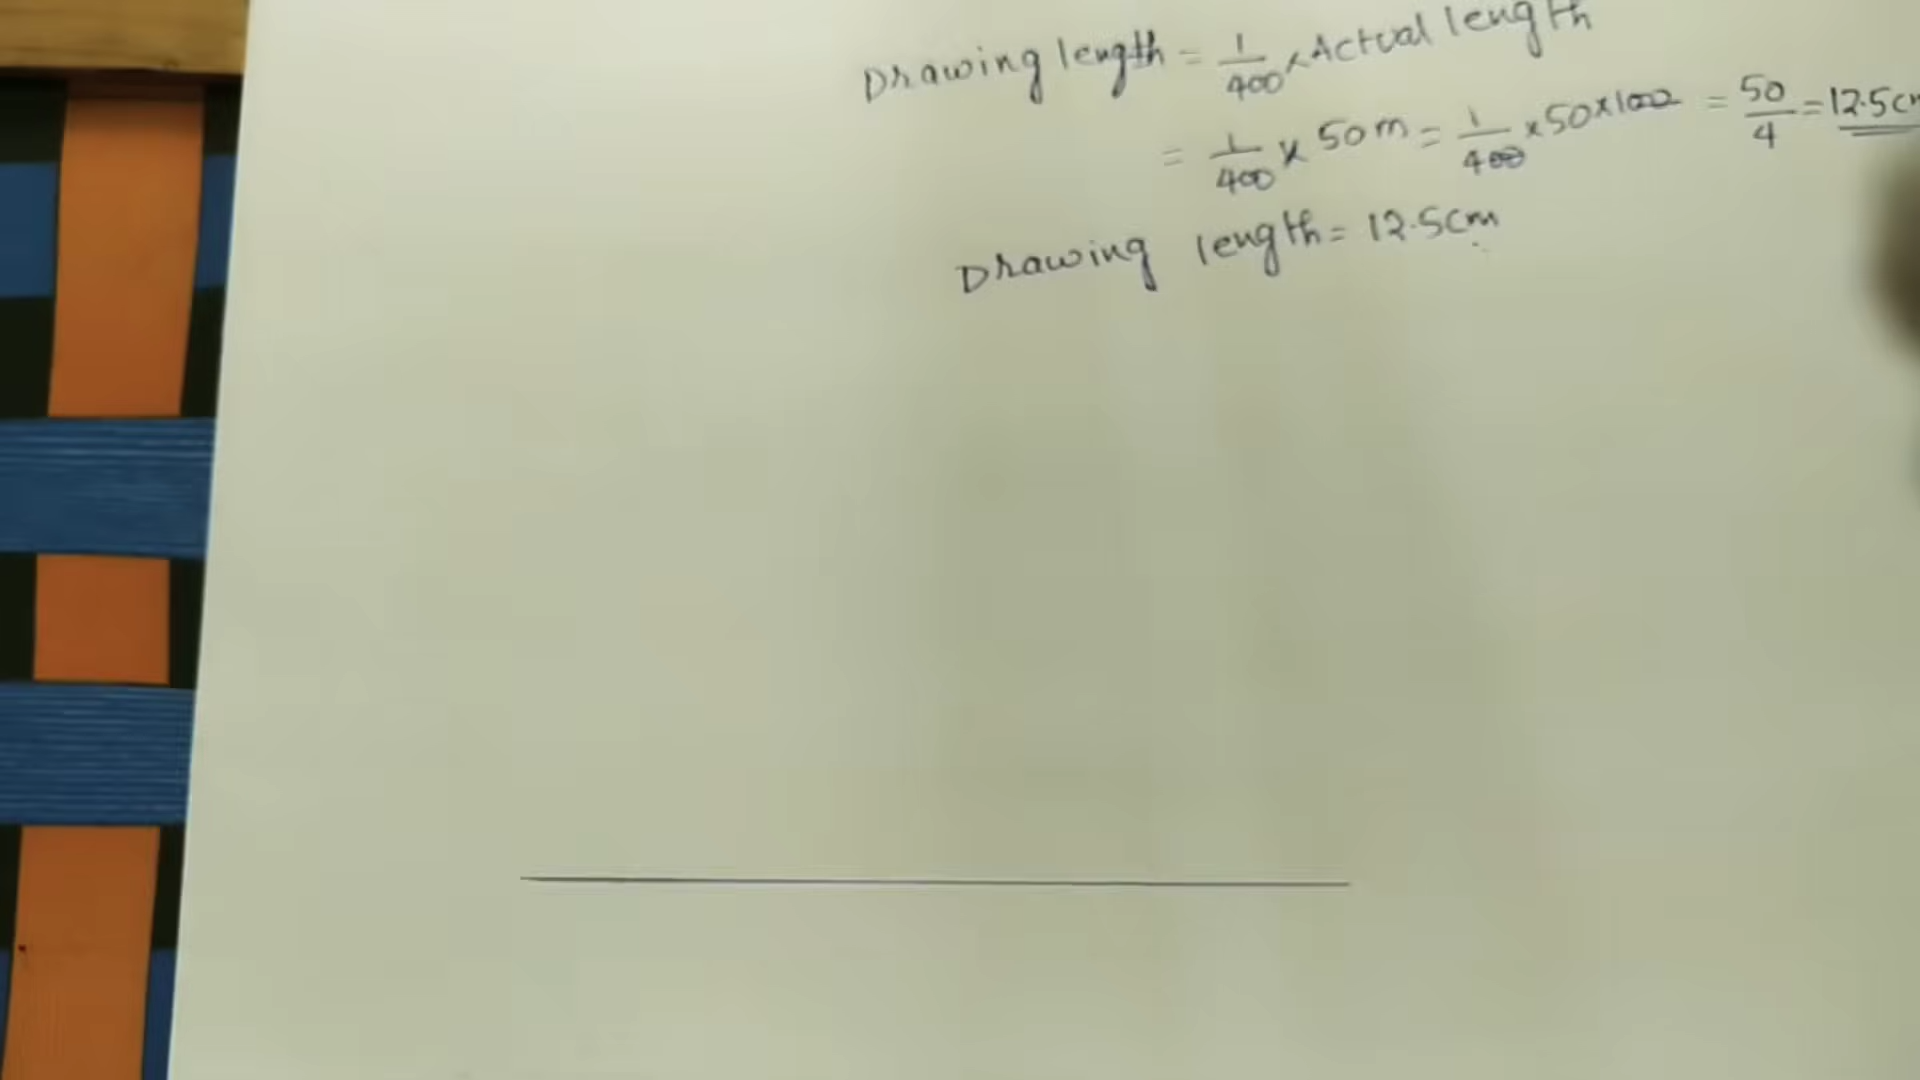 Drawing length = 1/400 × Actual length
= 1/400 × 50 m = 1/400 × 50×100 = 50/4 = 12.5cm
Drawing length = 12.5cm